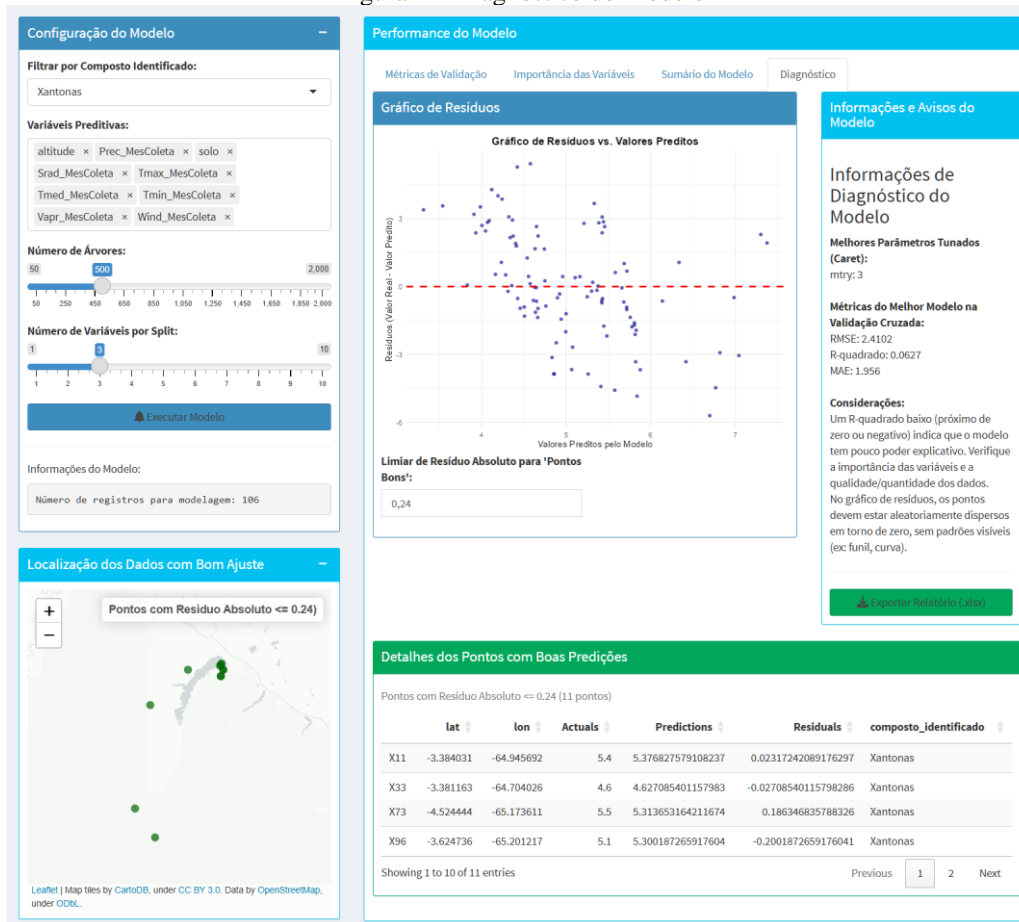 Configuração do Modelo
Filtrar por Composto Identificado:
Xantonas
Variáveis Preditivas:
altitude × Prec_MesColeta × solo ×
Srad_MesColeta × Tmax_MesColeta ×
Tmed_MesColeta × Tmin_MesColeta ×
Vapr_MesColeta × Wind_MesColeta ×
Número de Árvores:
50 500 2,000
50 250 450 650 850 1,050 1,250 1,450 1,650 1,850 2,000
Número de Variáveis por Split:
1 3 10
1 2 3 4 5 6 7 8 9 10
Executar Modelo
Informações do Modelo:
Número de registros para modelagem: 106
Localização dos Dados com Bom Ajuste
+
−
Pontos com Resíduo Absoluto <= 0.24)
Leaflet | Map tiles by CartoDB, under CC BY 3.0. Data by OpenStreetMap,
under ODbL.
Performance do Modelo
Métricas de Validação Importância das Variáveis Sumário do Modelo Diagnóstico
Gráfico de Resíduos
Gráfico de Resíduos vs. Valores Preditos
Resíduos (Valor Real - Valor Predito)
3
0
-3
-6
4 5 6 7
Valores Preditos pelo Modelo
Limiar de Resíduo Absoluto para 'Pontos
Bons':
0,24
Informações e Avisos do
Modelo
Informações de
Diagnóstico do
Modelo
Melhores Parâmetros Tunados
(Caret):
mtry: 3
Métricas do Melhor Modelo na
Validação Cruzada:
RMSE: 2.4102
R-quadrado: 0.0627
MAE: 1.956
Considerações:
Um R-quadrado baixo (próximo de
zero ou negativo) indica que o modelo
tem pouco poder explicativo. Verifique
a importância das variáveis e a
qualidade/quantidade dos dados.
No gráfico de resíduos, os pontos
devem estar aleatoriamente dispersos
em torno de zero, sem padrões visíveis
(ex: funil, curva).
Exportar Relatório (.xlsx)
Detalhes dos Pontos com Boas Predições
Pontos com Resíduo Absoluto <= 0.24 (11 pontos)
lat lon Actuals Predictions Residuals composto_identificado
X11 -3.384031 -64.945692 5.4 5.376827579108237 0.02317242089176297 Xantonas
X33 -3.381163 -64.704026 4.6 4.627085401157983 -0.02708540115798286 Xantonas
X73 -4.524444 -65.173611 5.5 5.313653164211674 0.186346835788326 Xantonas
X96 -3.624736 -65.201217 5.1 5.300187265917604 -0.2001872659176041 Xantonas
Showing 1 to 10 of 11 entries
Previous 1 2 Next